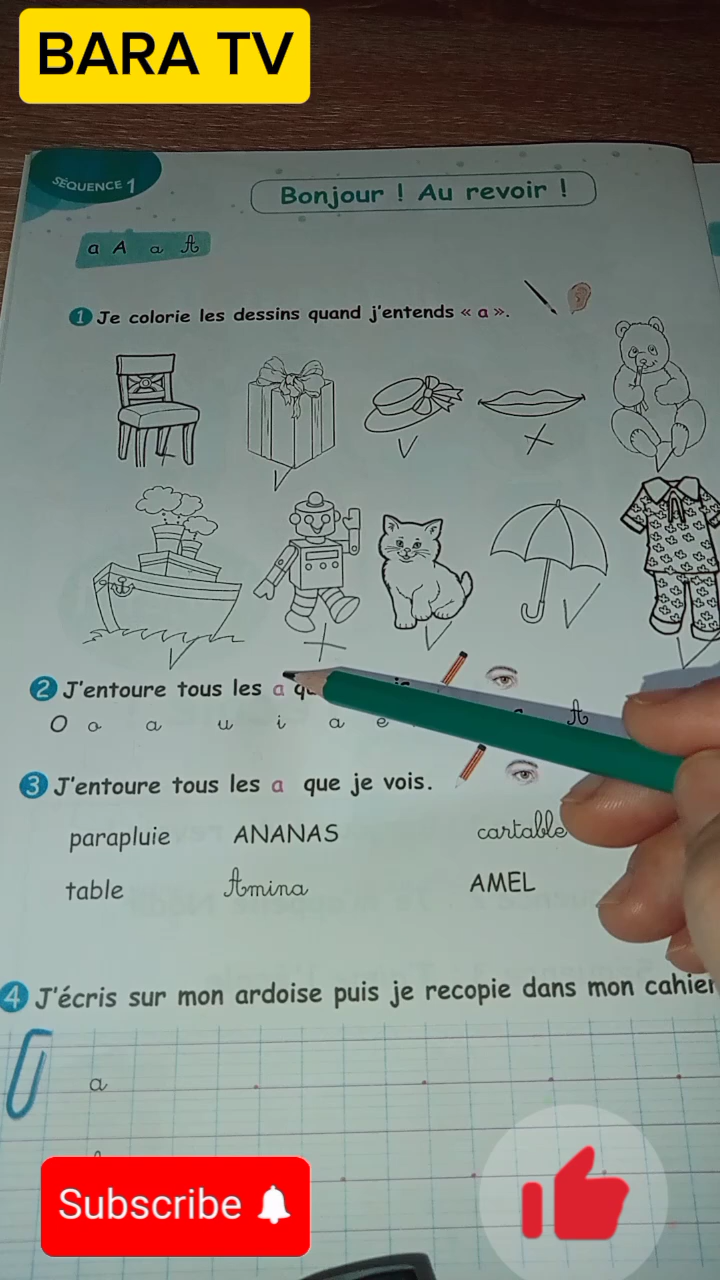 BARA TV
SÉQUENCE 1
Bonjour ! Au revoir !
a A a A
1 Je colorie les dessins quand j'entends « a ».
2 J'entoure tous les a
O o a u i a e A
3 J'entoure tous les a que je vois.
parapluie ANANAS cartable
table Amina AMEL
4 J'écris sur mon ardoise puis je recopie dans mon cahier
a
Subscribe